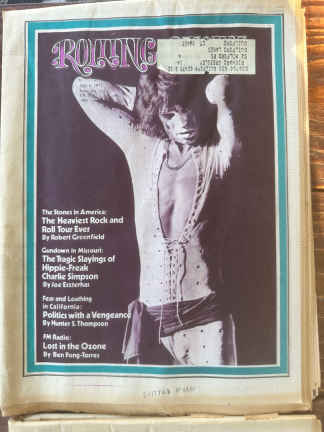 ROLLING
The Stones in America:
The Heaviest Rock and
Roll Tour Ever
By Robert Greenfield
Gundown in Missouri:
The Tragic Slayings of
Hippie-Freak
Charlie Simpson
By Joe Eszterhas
Fear and Loathing
in California:
Politics with a Vengeance
By Hunter S. Thompson
FM Radio:
Lost in the Ozone
By Ben Fong-Torres